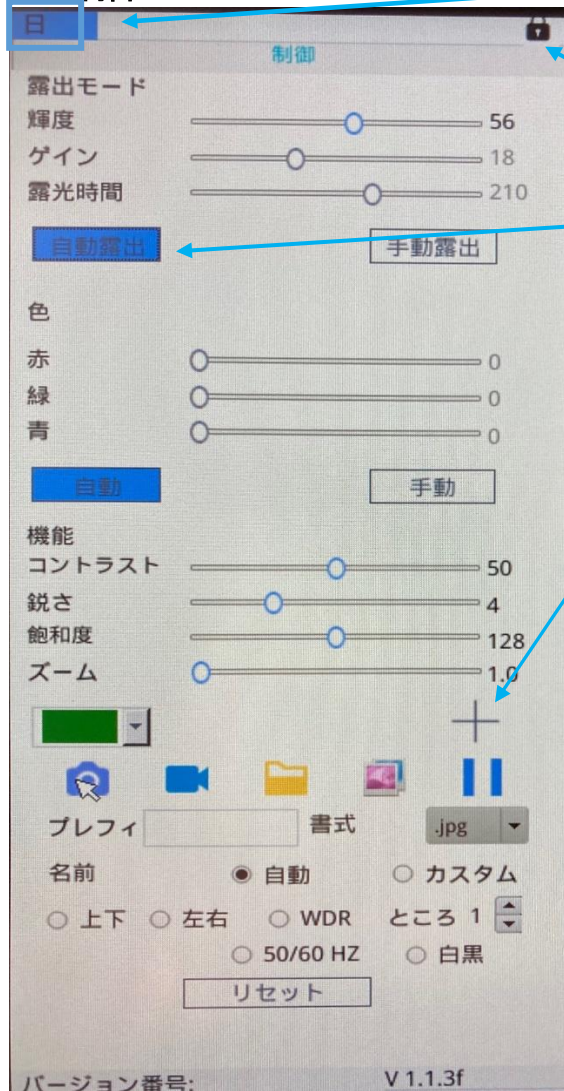 日
制御
露出モード
輝度 56
ゲイン 18
露光時間 210
自動露出 手動露出
色
赤 0
緑 0
青 0
自動 手動
機能
コントラスト 50
鋭さ 4
飽和度 128
ズーム 1.0
プレフィ 書式 .jpg
名前 自動 カスタム
上下 左右 WDR ところ 1
50/60 HZ 白黒
リセット
バージョン番号: V 1.1.3f